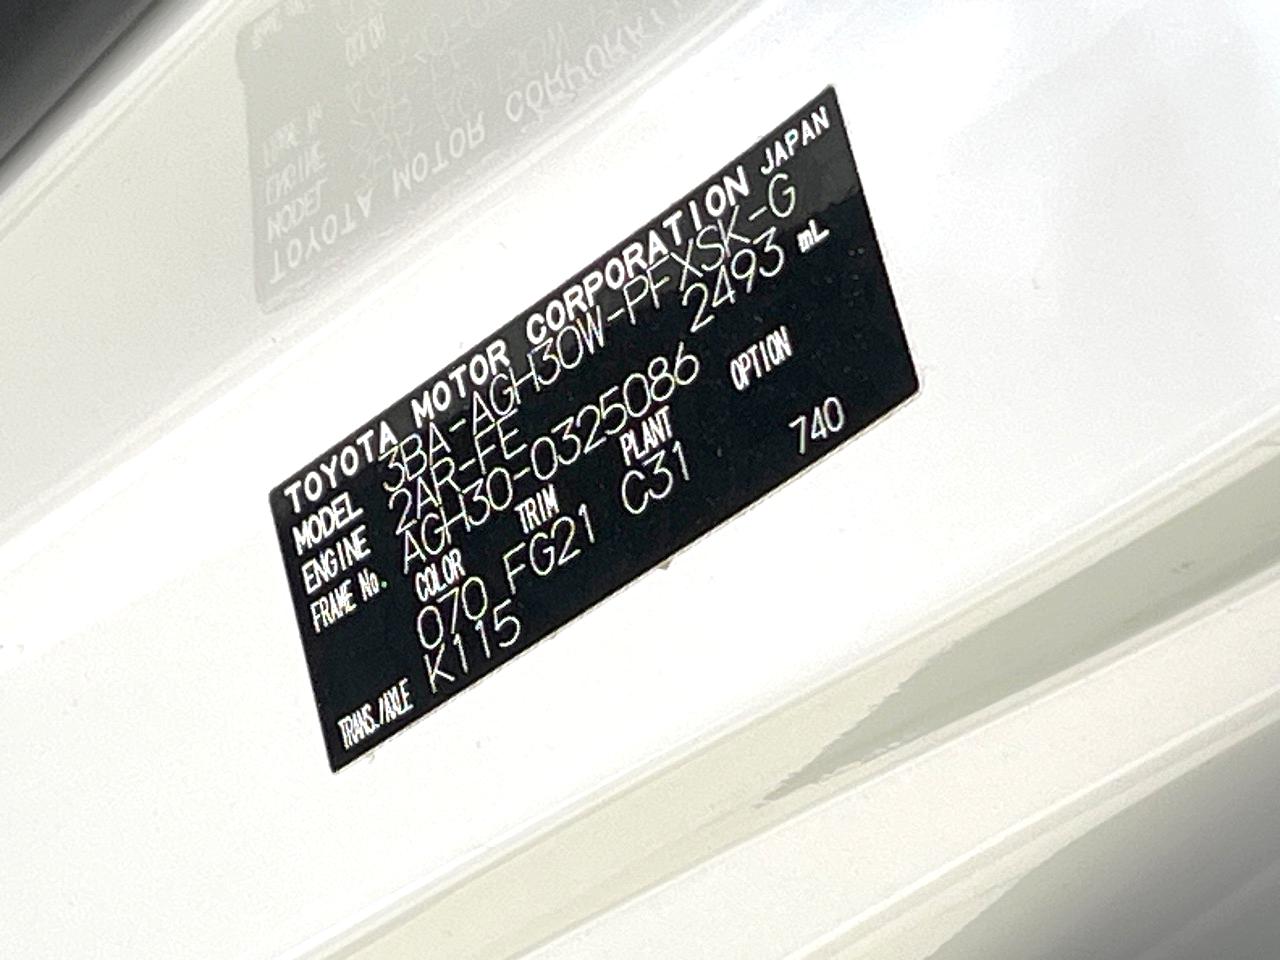 TOYOTA MOTOR CORPORATION JAPAN
MODEL 3BA-AGH30W-PFXSK-G
ENGINE 2AR-FE 2493 mL
FRAME No. AGH30-0325086
COLOR TRIM PLANT OPTION
070 FG21 C31 740
TRANS./AXLE K115